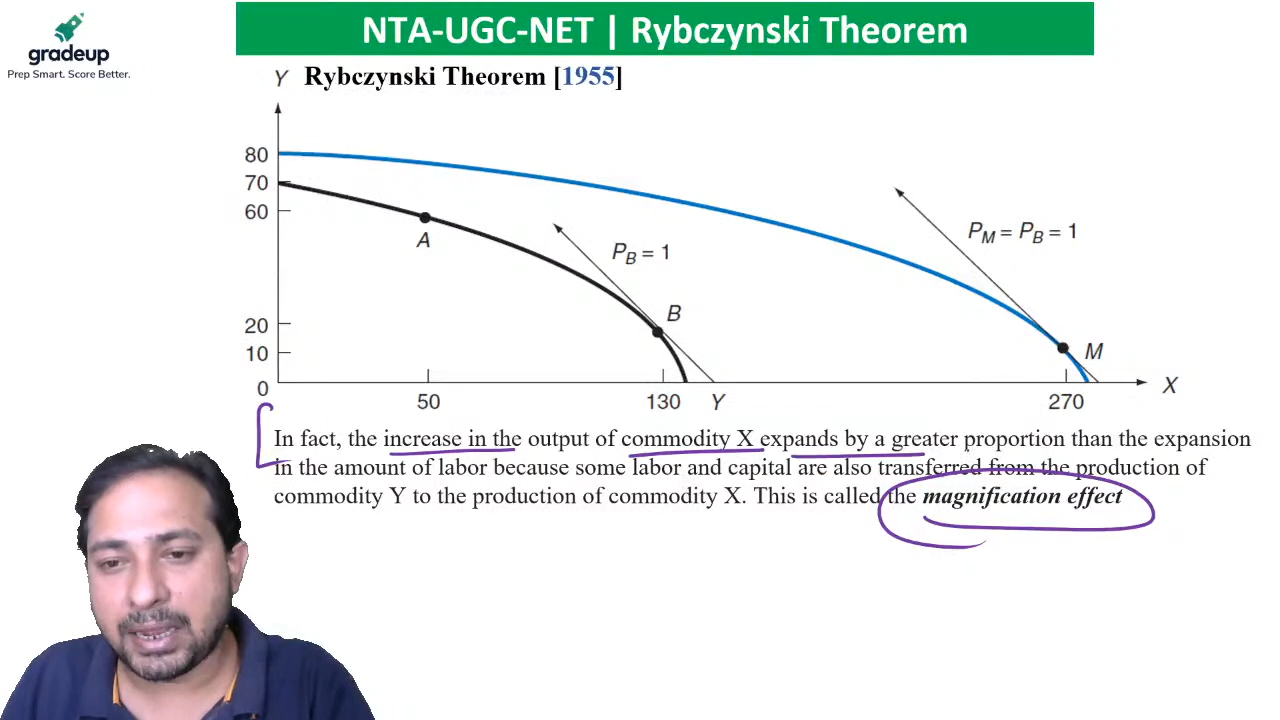 gradeup
Prep Smart. Score Better.
NTA-UGC-NET | Rybczynski Theorem
Y Rybczynski Theorem [1955]
80
70
60
20
10
0
A
P_B = 1
B
P_M = P_B = 1
M
50
130
Y
270
X
In fact, the increase in the output of commodity X expands by a greater proportion than the expansion
in the amount of labor because some labor and capital are also transferred from the production of
commodity Y to the production of commodity X. This is called the magnification effect